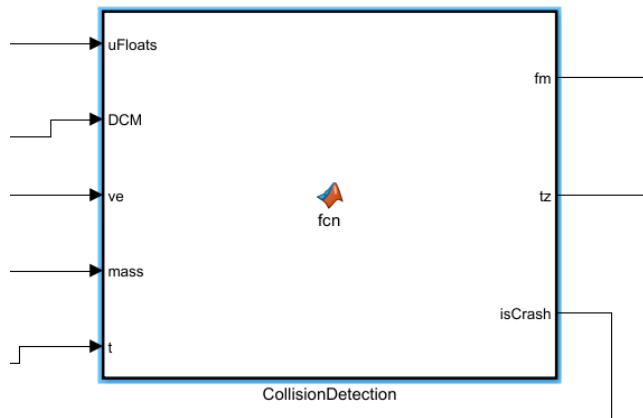 uFloats
DCM
ve
mass
t
fcn
fm
tz
isCrash
CollisionDetection